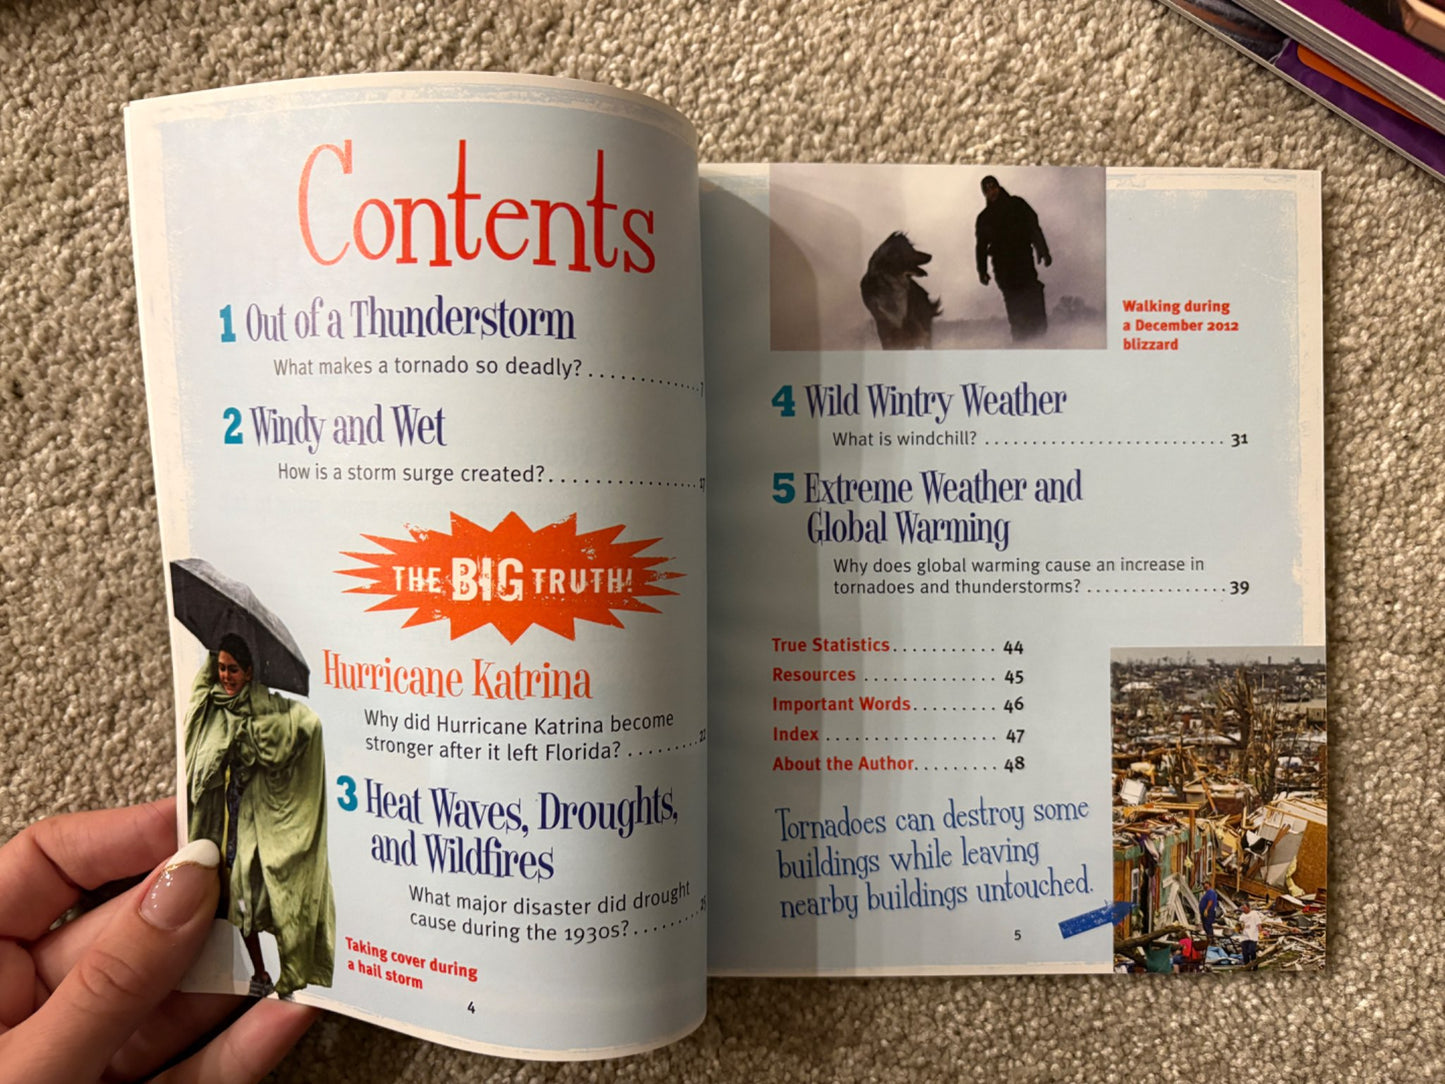 Contents
1 Out of a Thunderstorm
What makes a tornado so deadly? . . . . . . . . . . . . . 7
2 Windy and Wet
How is a storm surge created? . . . . . . . . . . . . . . . . 17
THE BIG TRUTH!
Hurricane Katrina
Why did Hurricane Katrina become
stronger after it left Florida? . . . . . . . . . 22
3 Heat Waves, Droughts,
and Wildfires
What major disaster did drought
cause during the 1930s? . . . . . . . . 25
Taking cover during
a hail storm
4
Walking during
a December 2012
blizzard
4 Wild Wintry Weather
What is windchill? . . . . . . . . . . . . . . . . . . . . . . . . . . 31
5 Extreme Weather and
Global Warming
Why does global warming cause an increase in
tornadoes and thunderstorms? . . . . . . . . . . . . . . . . 39
True Statistics . . . . . . . . . . . 44
Resources . . . . . . . . . . . . . . 45
Important Words . . . . . . . . . 46
Index . . . . . . . . . . . . . . . . . . 47
About the Author . . . . . . . . . 48
Tornadoes can destroy some
buildings while leaving
nearby buildings untouched.
5